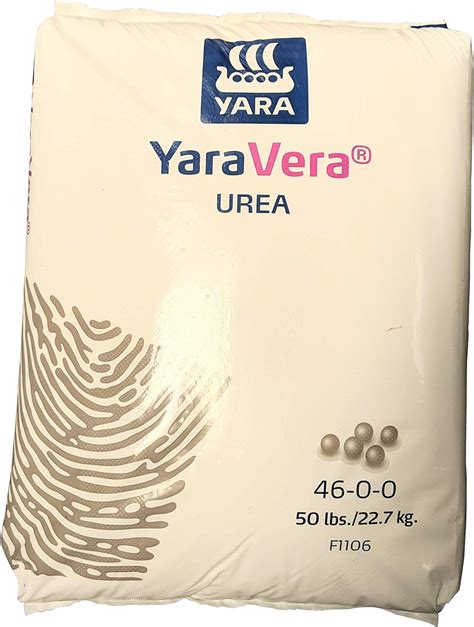 YARA
YaraVera®
UREA
46-0-0
50 lbs./22.7 kg.
F1106